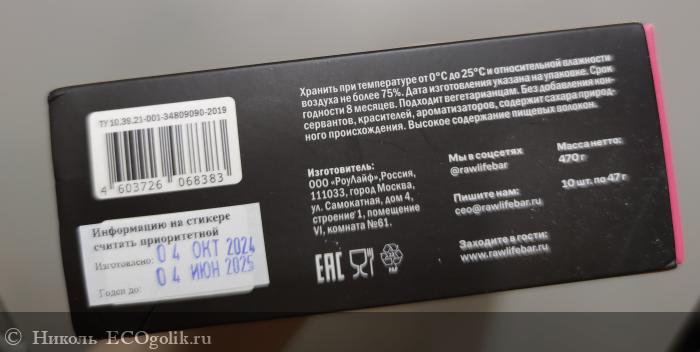 Хранить при температуре от 0°С до 25°С и относительной влажности
воздуха не более 75%. Дата изготовления указана на упаковке. Срок
годности 8 месяцев. Подходит вегетарианцам. Без добавления кон-
сервантов, красителей, ароматизаторов, содержит сахара природ-
ного происхождения. Высокое содержание пищевых волокон.
ТУ 10.39.21-001-34809090-2019
4 603726 068383
Информацию на стикере
считать приоритетной
Изготовлено: 04 ОКТ 2024
Годен до: 04 ИЮН 2025
Изготовитель:
ООО «РоуЛайф»,Россия,
111033, город Москва,
ул. Самокатная, дом 4,
строение 1, помещение
VI, комната №61.
EAC
Мы в соцсетях
@rawlifebar
Пишите нам:
ceo@rawlifebar.ru
Заходите в гости:
www.rawlifebar.ru
Масса нетто:
470 г
10 шт. по 47 г
© Николь ECOgolik.ru